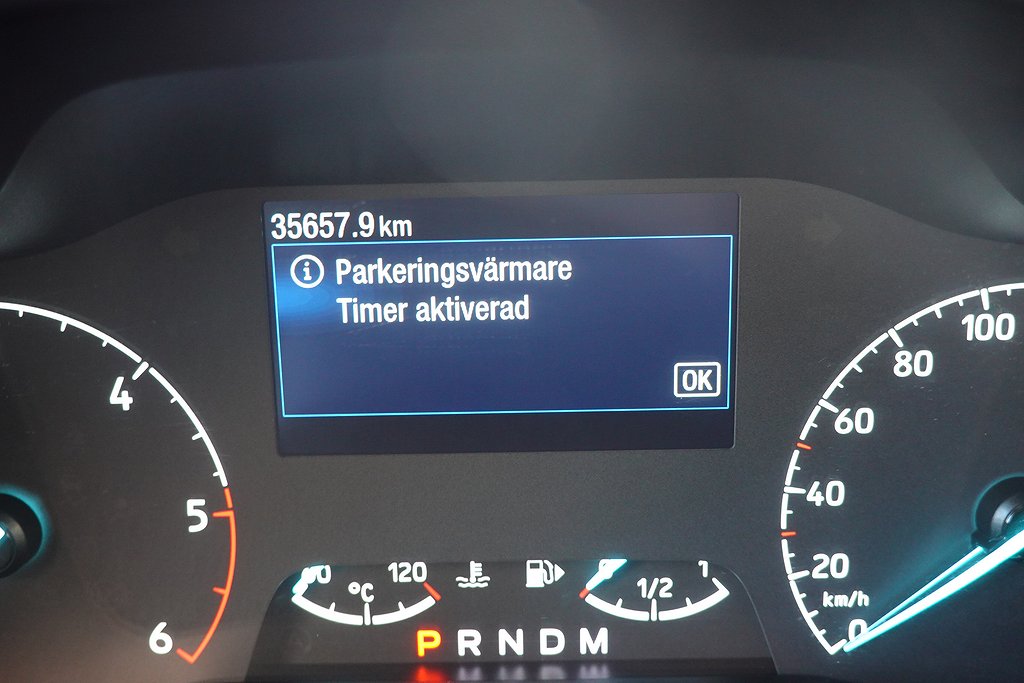 35657.9 km
Parkeringsvärmare
Timer aktiverad
OK
4
5
6
100
80
60
40
20
km/h
0
120
°C
1/2
1
P R N D M